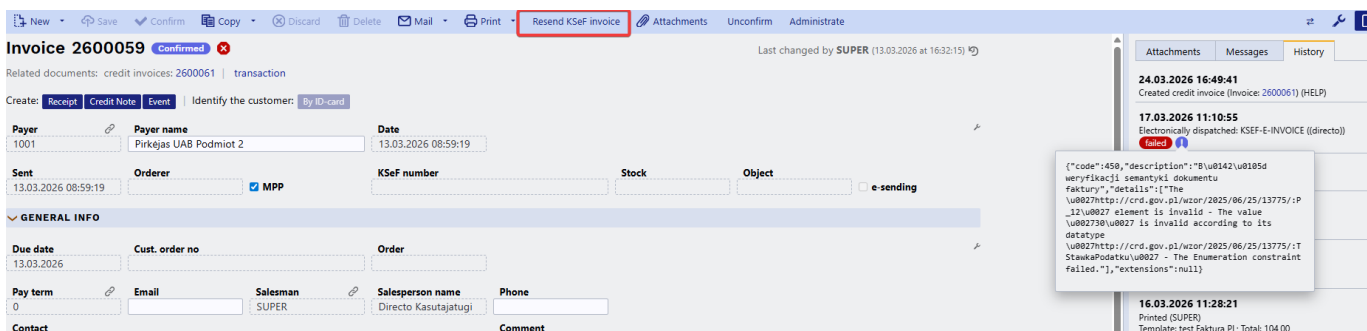 New Save Confirm Copy Discard Delete Mail Print Resend KSeF invoice Attachments Unconfirm Administrate
Invoice 2600059 Confirmed
Last changed by SUPER (13.03.2026 at 16:32:15)
Related documents: credit invoices: 2600061 | transaction
Create: Receipt Credit Note Event | Identify the customer: By ID-card
Payer Payer name Date
1001 Pirkėjas UAB Podmiot 2 13.03.2026 08:59:19
Sent Orderer KSeF number Stock Object
13.03.2026 08:59:19 MPP e-sending
GENERAL INFO
Due date Cust. order no Order
13.03.2026
Pay term Email Salesman Salesperson name Phone
0 SUPER Directo Kasutajatugi
Contact Comment
Attachments Messages History
24.03.2026 16:49:41
Created credit invoice (Invoice: 2600061) (HELP)
17.03.2026 11:10:55
Electronically dispatched: KSEF-E-INVOICE ((directo))
failed
{"code":450,"description":"B\u0142\u0105d
weryfikacji semantyki dokumentu
faktury","details":["The
\u0027http://crd.gov.pl/wzor/2025/06/25/13775/:P
_12\u0027 element is invalid - The value
\u002730\u0027 is invalid according to its
datatype
\u0027http://crd.gov.pl/wzor/2025/06/25/13775/:T
StawkaPodatku\u0027 - The Enumeration constraint
failed."],"extensions":null}
16.03.2026 11:28:21
Printed (SUPER)
Template: test Faktura PL; Total: 104.00